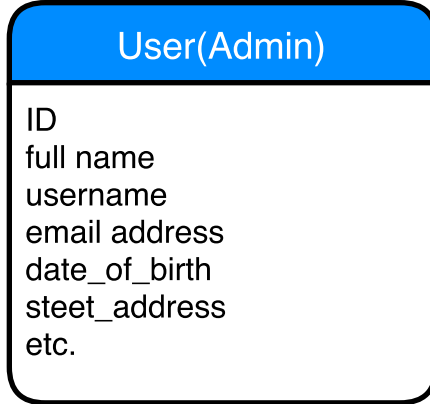 User(Admin)
ID
full name
username
email address
date_of_birth
steet_address
etc.